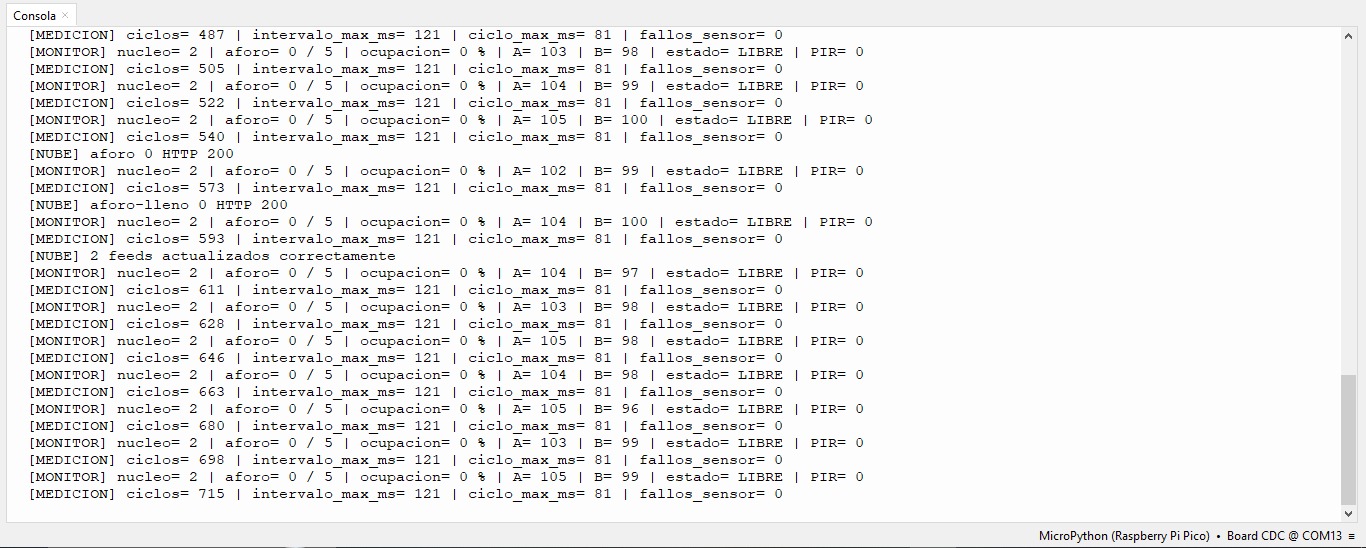 Consola
[MEDICION] ciclos= 487 | intervalo_max_ms= 121 | ciclo_max_ms= 81 | fallos_sensor= 0
[MONITOR] nucleo= 2 | aforo= 0 / 5 | ocupacion= 0 % | A= 103 | B= 98 | estado= LIBRE | PIR= 0
[MEDICION] ciclos= 505 | intervalo_max_ms= 121 | ciclo_max_ms= 81 | fallos_sensor= 0
[MONITOR] nucleo= 2 | aforo= 0 / 5 | ocupacion= 0 % | A= 104 | B= 99 | estado= LIBRE | PIR= 0
[MEDICION] ciclos= 522 | intervalo_max_ms= 121 | ciclo_max_ms= 81 | fallos_sensor= 0
[MONITOR] nucleo= 2 | aforo= 0 / 5 | ocupacion= 0 % | A= 105 | B= 100 | estado= LIBRE | PIR= 0
[MEDICION] ciclos= 540 | intervalo_max_ms= 121 | ciclo_max_ms= 81 | fallos_sensor= 0
[NUBE] aforo 0 HTTP 200
[MONITOR] nucleo= 2 | aforo= 0 / 5 | ocupacion= 0 % | A= 102 | B= 99 | estado= LIBRE | PIR= 0
[MEDICION] ciclos= 573 | intervalo_max_ms= 121 | ciclo_max_ms= 81 | fallos_sensor= 0
[NUBE] aforo-lleno 0 HTTP 200
[MONITOR] nucleo= 2 | aforo= 0 / 5 | ocupacion= 0 % | A= 104 | B= 100 | estado= LIBRE | PIR= 0
[MEDICION] ciclos= 593 | intervalo_max_ms= 121 | ciclo_max_ms= 81 | fallos_sensor= 0
[NUBE] 2 feeds actualizados correctamente
[MONITOR] nucleo= 2 | aforo= 0 / 5 | ocupacion= 0 % | A= 104 | B= 97 | estado= LIBRE | PIR= 0
[MEDICION] ciclos= 611 | intervalo_max_ms= 121 | ciclo_max_ms= 81 | fallos_sensor= 0
[MONITOR] nucleo= 2 | aforo= 0 / 5 | ocupacion= 0 % | A= 103 | B= 98 | estado= LIBRE | PIR= 0
[MEDICION] ciclos= 628 | intervalo_max_ms= 121 | ciclo_max_ms= 81 | fallos_sensor= 0
[MONITOR] nucleo= 2 | aforo= 0 / 5 | ocupacion= 0 % | A= 105 | B= 98 | estado= LIBRE | PIR= 0
[MEDICION] ciclos= 646 | intervalo_max_ms= 121 | ciclo_max_ms= 81 | fallos_sensor= 0
[MONITOR] nucleo= 2 | aforo= 0 / 5 | ocupacion= 0 % | A= 104 | B= 98 | estado= LIBRE | PIR= 0
[MEDICION] ciclos= 663 | intervalo_max_ms= 121 | ciclo_max_ms= 81 | fallos_sensor= 0
[MONITOR] nucleo= 2 | aforo= 0 / 5 | ocupacion= 0 % | A= 105 | B= 96 | estado= LIBRE | PIR= 0
[MEDICION] ciclos= 680 | intervalo_max_ms= 121 | ciclo_max_ms= 81 | fallos_sensor= 0
[MONITOR] nucleo= 2 | aforo= 0 / 5 | ocupacion= 0 % | A= 103 | B= 99 | estado= LIBRE | PIR= 0
[MEDICION] ciclos= 698 | intervalo_max_ms= 121 | ciclo_max_ms= 81 | fallos_sensor= 0
[MONITOR] nucleo= 2 | aforo= 0 / 5 | ocupacion= 0 % | A= 105 | B= 99 | estado= LIBRE | PIR= 0
[MEDICION] ciclos= 715 | intervalo_max_ms= 121 | ciclo_max_ms= 81 | fallos_sensor= 0
MicroPython (Raspberry Pi Pico) • Board CDC @ COM13 ≡